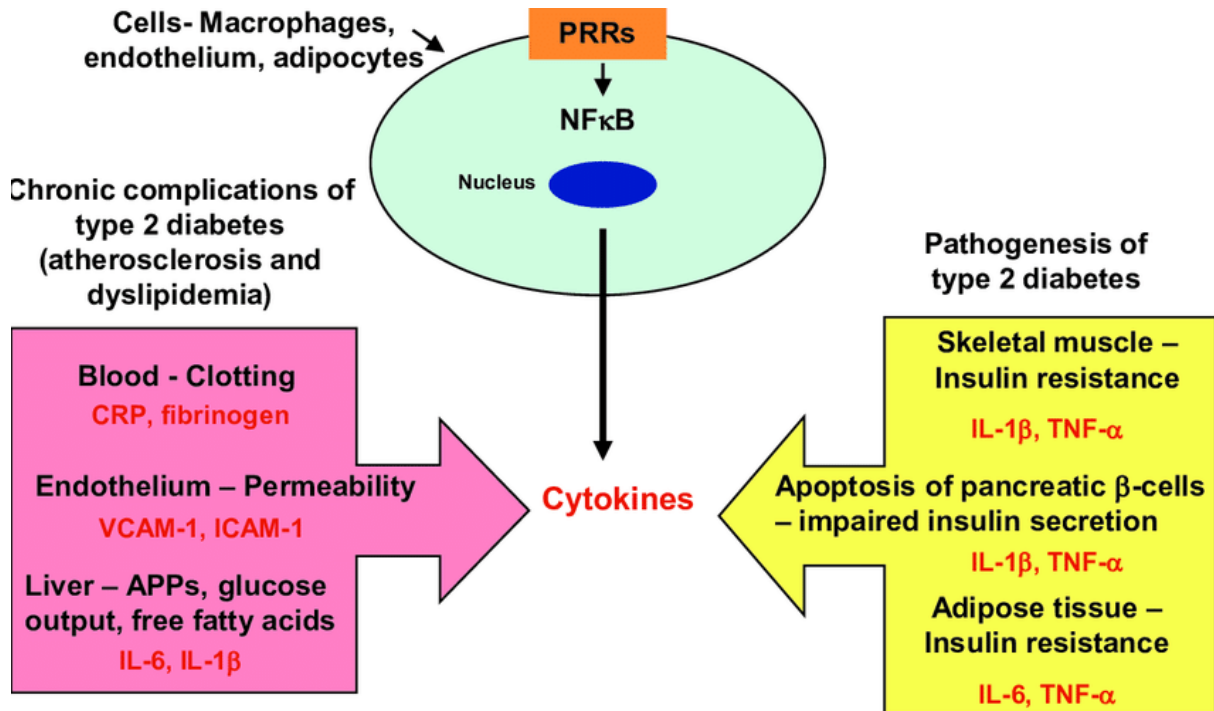 Cells- Macrophages,
endothelium, adipocytes
PRRs
NFκB
Nucleus
Chronic complications of
type 2 diabetes
(atherosclerosis and
dyslipidemia)
Blood - Clotting
CRP, fibrinogen
Endothelium – Permeability
VCAM-1, ICAM-1
Liver – APPs, glucose
output, free fatty acids
IL-6, IL-1β
Cytokines
Pathogenesis of
type 2 diabetes
Skeletal muscle –
Insulin resistance
IL-1β, TNF-α
Apoptosis of pancreatic β-cells
– impaired insulin secretion
IL-1β, TNF-α
Adipose tissue –
Insulin resistance
IL-6, TNF-α